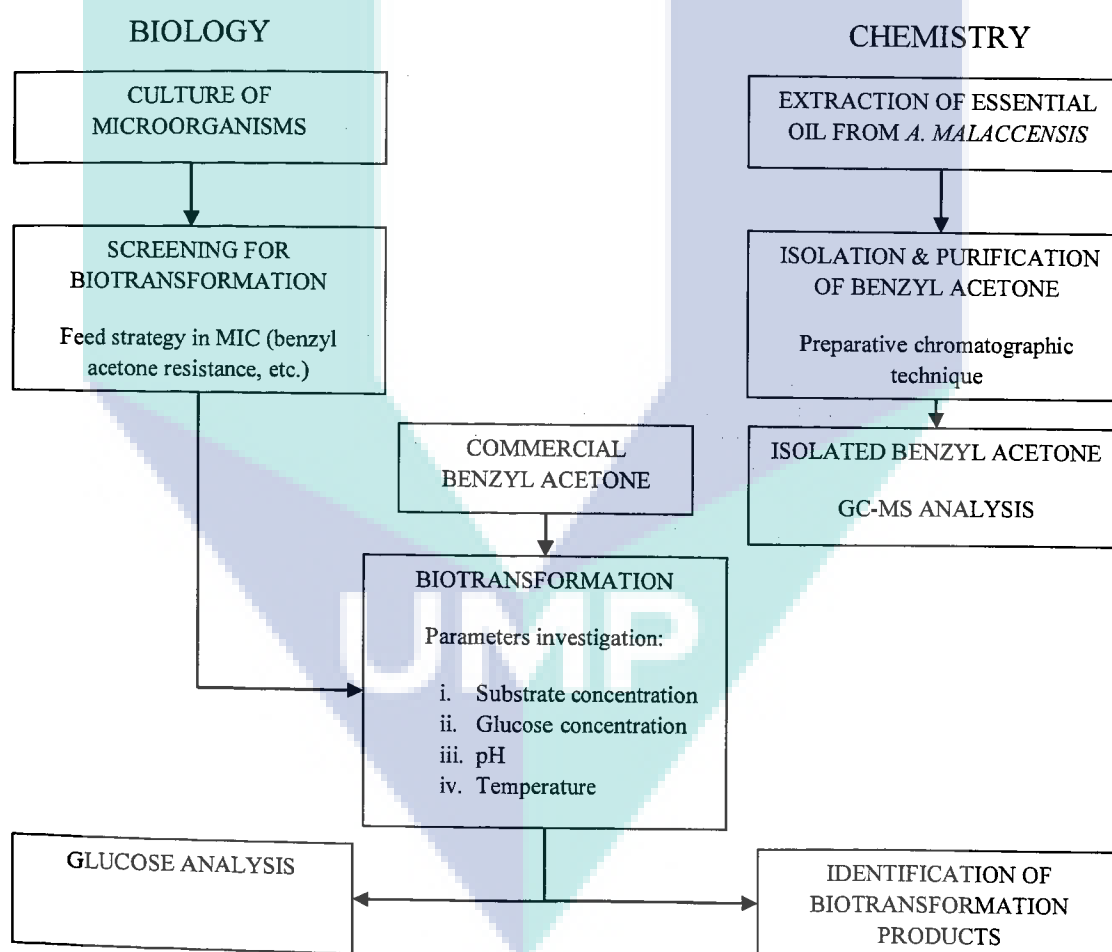 BIOLOGY
CULTURE OF
MICROORGANISMS
SCREENING FOR
BIOTRANSFORMATION
Feed strategy in MIC (benzyl
acetone resistance, etc.)
CHEMISTRY
EXTRACTION OF ESSENTIAL
OIL FROM A. MALACCENSIS
ISOLATION & PURIFICATION
OF BENZYL ACETONE
Preparative chromatographic
technique
ISOLATED BENZYL ACETONE
GC-MS ANALYSIS
COMMERCIAL
BENZYL ACETONE
BIOTRANSFORMATION
Parameters investigation:
i. Substrate concentration
ii. Glucose concentration
iii. pH
iv. Temperature
UMP
GLUCOSE ANALYSIS
IDENTIFICATION OF
BIOTRANSFORMATION
PRODUCTS